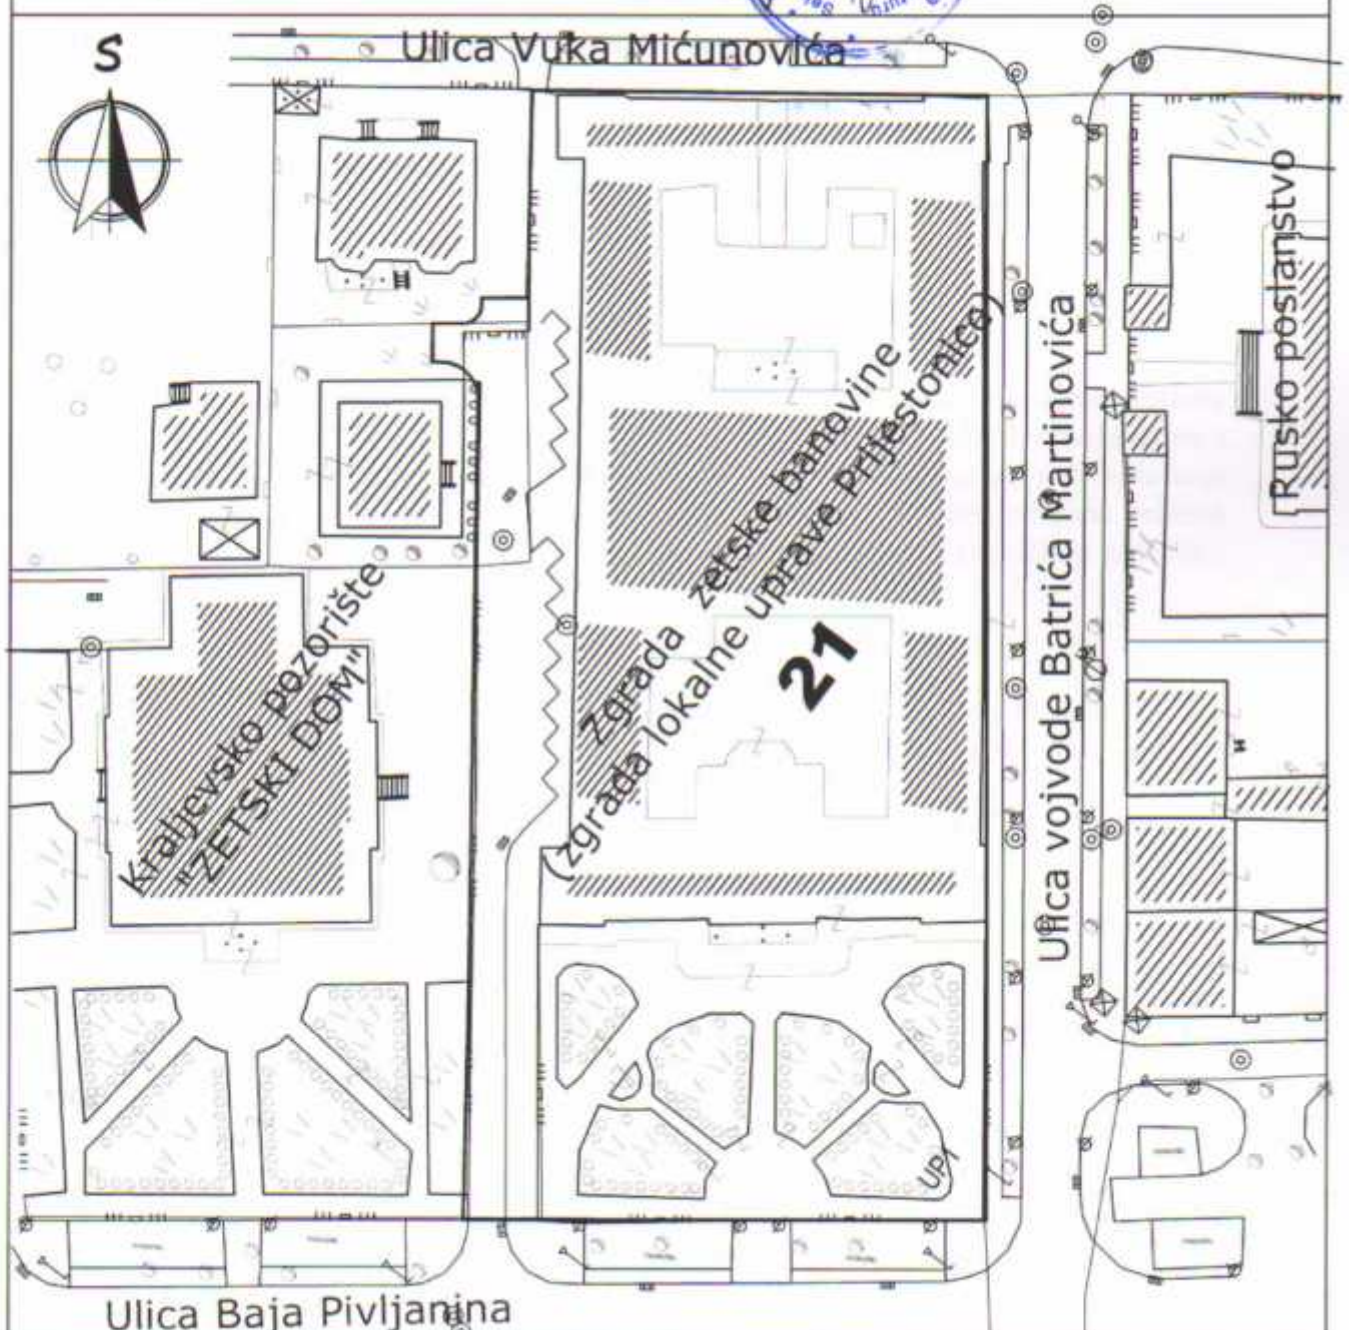 Ulica Vuka Mićunovića
S
Rusko poslanstvo
Ulica vojvode Batrića Martinovića
Zgrada zetske banovine
(zgrada lokalne uprave Prijestonice)
21
Kraljevsko pozorište
"ZETSKI DOM"
UP1
Ulica Baja Pivljanina